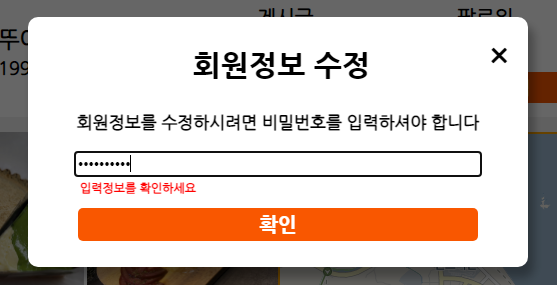 게시글 팔로워
199
회원정보 수정
×
회원정보를 수정하시려면 비밀번호를 입력하셔야 합니다
••••••••••
입력정보를 확인하세요
확인